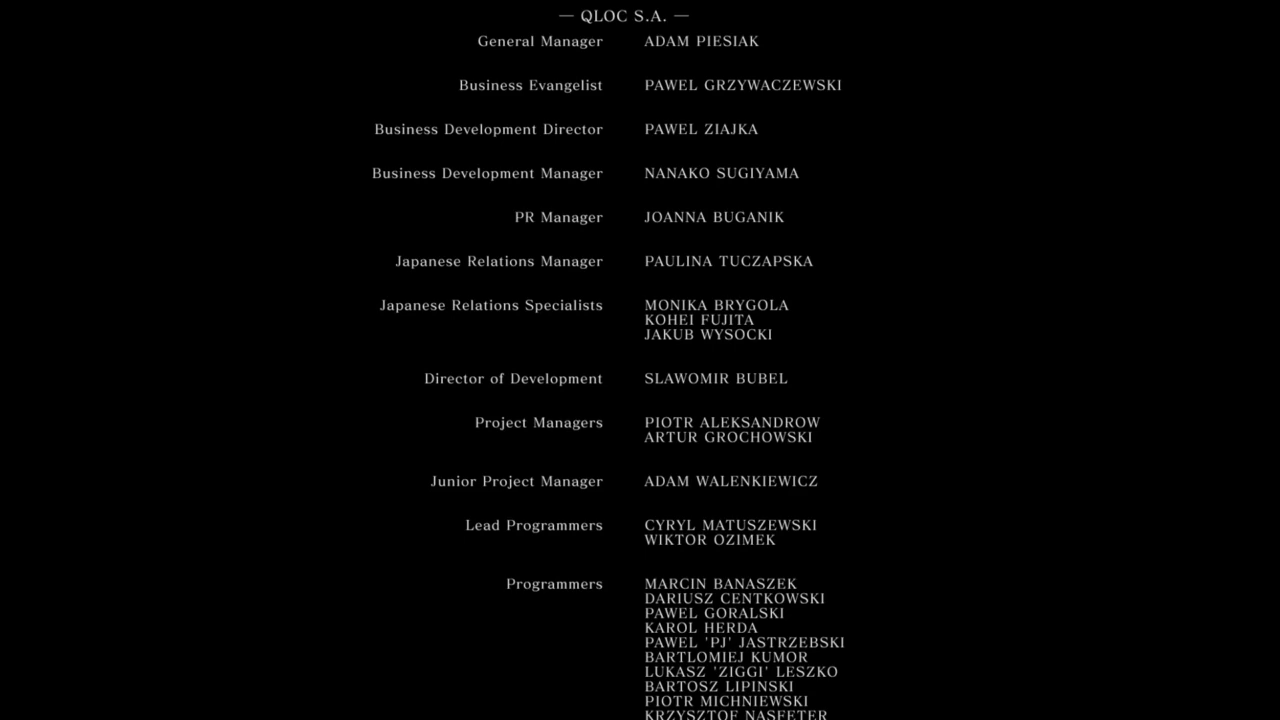 — QLOC S.A. —
General Manager ADAM PIESIAK
Business Evangelist PAWEL GRZYWACZEWSKI
Business Development Director PAWEL ZIAJKA
Business Development Manager NANAKO SUGIYAMA
PR Manager JOANNA BUGANIK
Japanese Relations Manager PAULINA TUCZAPSKA
Japanese Relations Specialists MONIKA BRYGOLA
KOHEI FUJITA
JAKUB WYSOCKI
Director of Development SLAWOMIR BUBEL
Project Managers PIOTR ALEKSANDROW
ARTUR GROCHOWSKI
Junior Project Manager ADAM WALENKIEWICZ
Lead Programmers CYRYL MATUSZEWSKI
WIKTOR OZIMEK
Programmers MARCIN BANASZEK
DARIUSZ CENTKOWSKI
PAWEL GORALSKI
KAROL HERDA
PAWEL 'PJ' JASTRZEBSKI
BARTLOMIEJ KUMOR
LUKASZ 'ZIGGI' LESZKO
BARTOSZ LIPINSKI
PIOTR MICHNIEWSKI
KRZYSZTOF NASFETER